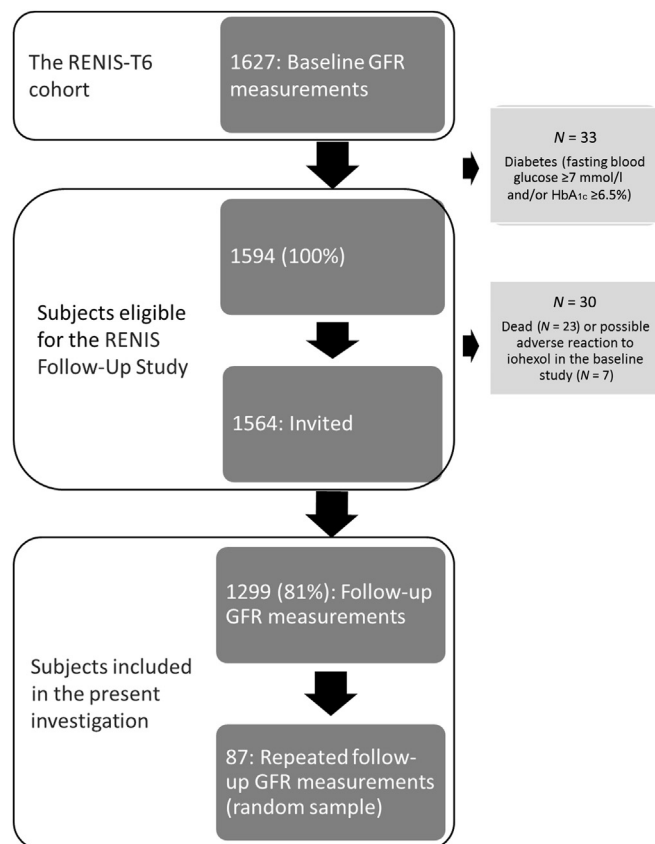 The RENIS-T6
cohort
1627: Baseline GFR
measurements
N = 33
Diabetes (fasting blood
glucose ≥7 mmol/l
and/or HbA1c ≥6.5%)
Subjects eligible
for the RENIS
Follow-Up Study
1594 (100%)
N = 30
Dead (N = 23) or possible
adverse reaction to
iohexol in the baseline
study (N = 7)
1564: Invited
Subjects included
in the present
investigation
1299 (81%): Follow-up
GFR measurements
87: Repeated follow-
up GFR measurements
(random sample)